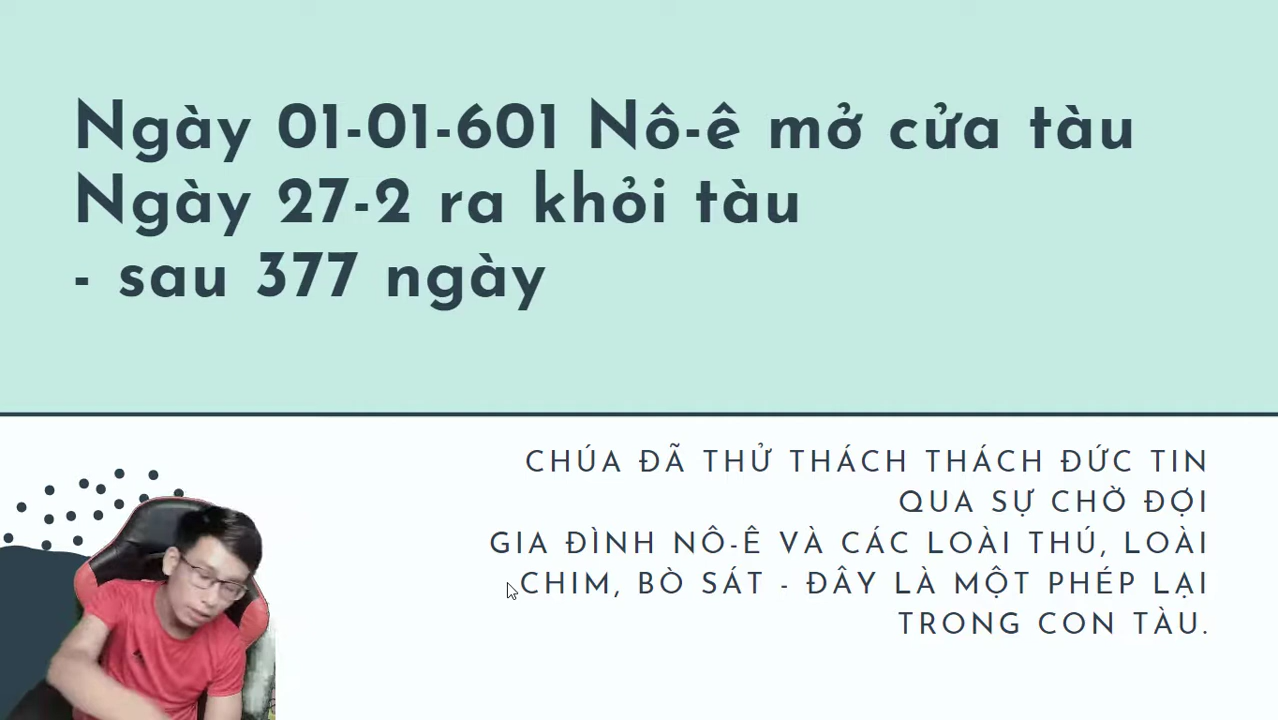 Ngày 01-01-601 Nô-ê mở cửa tàu
Ngày 27-2 ra khỏi tàu
- sau 377 ngày
CHÚA ĐÃ THỬ THÁCH THÁCH ĐỨC TIN
QUA SỰ CHỜ ĐỢI
GIA ĐÌNH NÔ-Ê VÀ CÁC LOÀI THÚ, LOÀI
CHIM, BÒ SÁT - ĐÂY LÀ MỘT PHÉP LẠI
TRONG CON TÀU.